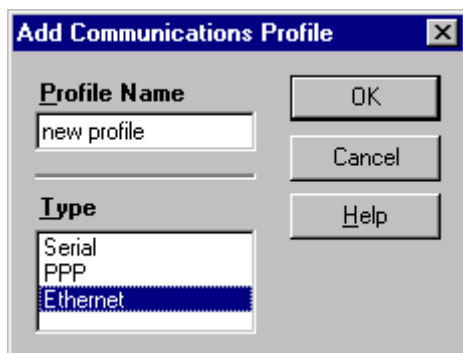 Add Communications Profile
Profile Name
new profile
Type
Serial
PPP
Ethernet
OK
Cancel
Help